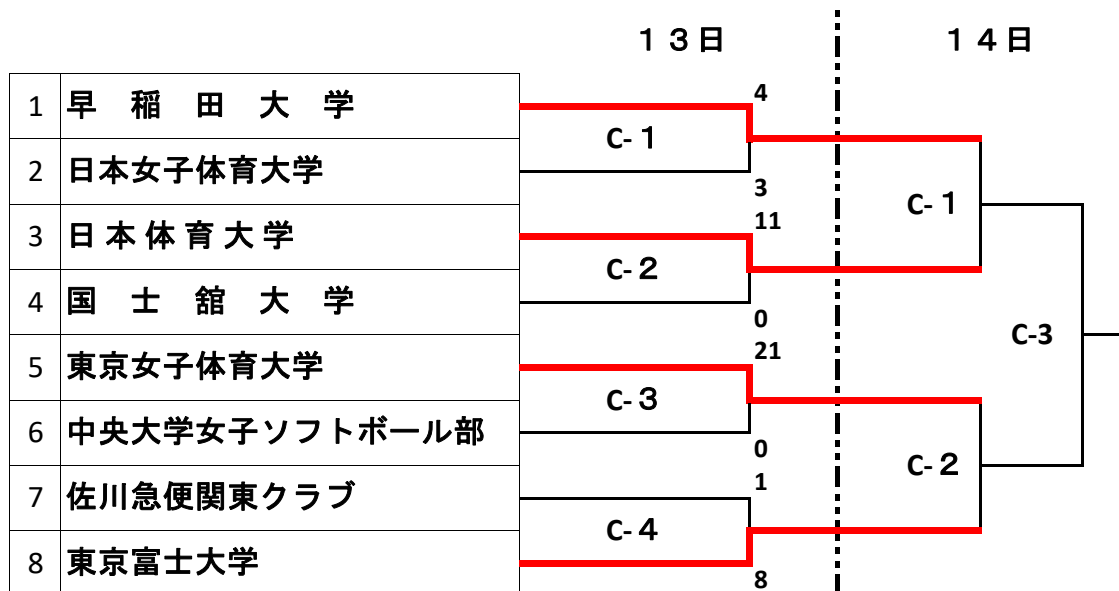 １３日 １４日
1 早稲田大学 4
C-１
2 日本女子体育大学
3
C-１
11
3 日本体育大学
C-２
4 国士舘大学
0
C-3
21
5 東京女子体育大学
C-３
6 中央大学女子ソフトボール部
0
C-２
1
7 佐川急便関東クラブ
C-４
8 東京富士大学
8